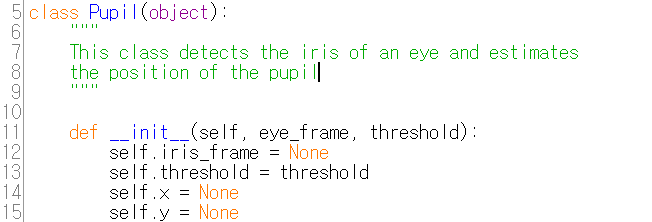 5 class Pupil(object):
6     """
7     This class detects the iris of an eye and estimates
8     the position of the pupil
9     """
10
11     def __init__(self, eye_frame, threshold):
12         self.iris_frame = None
13         self.threshold = threshold
14         self.x = None
15         self.y = None